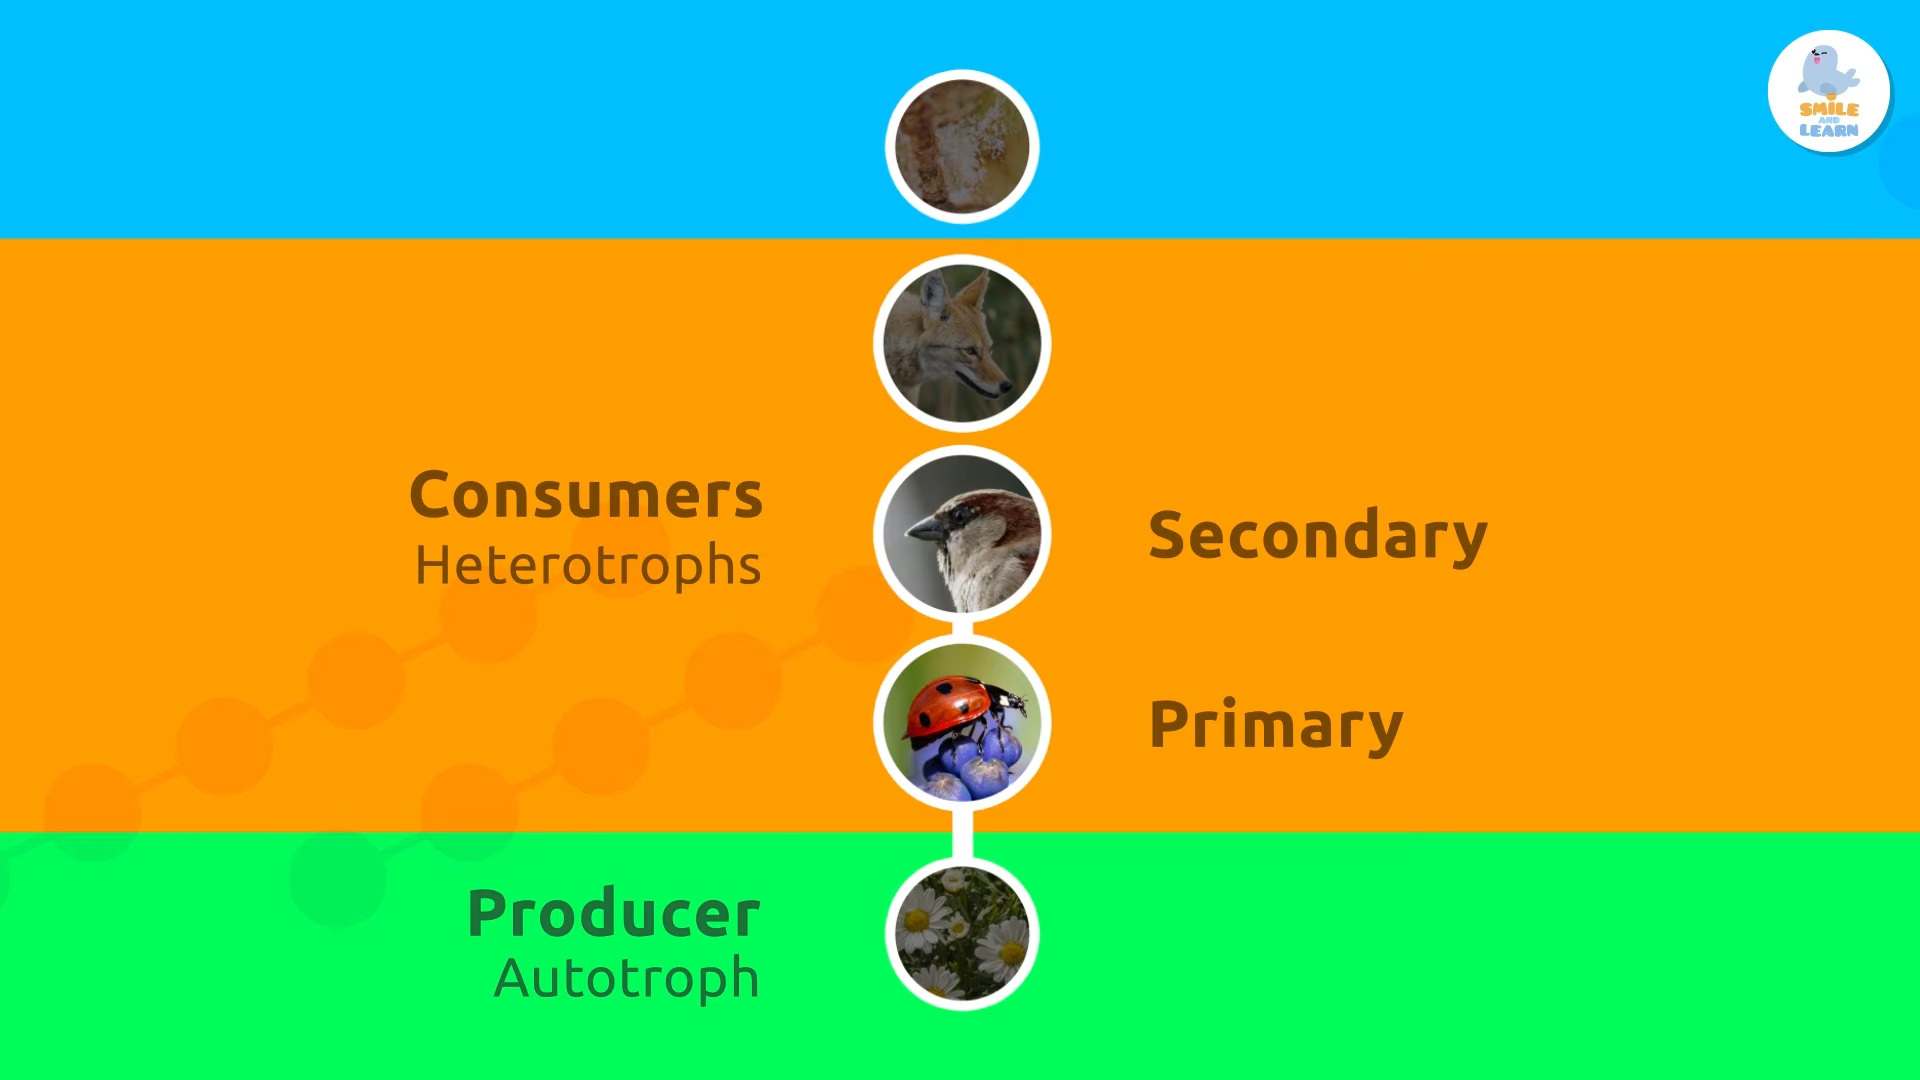 SMILE
AND
LEARN
Consumers
Heterotrophs
Secondary
Primary
Producer
Autotroph